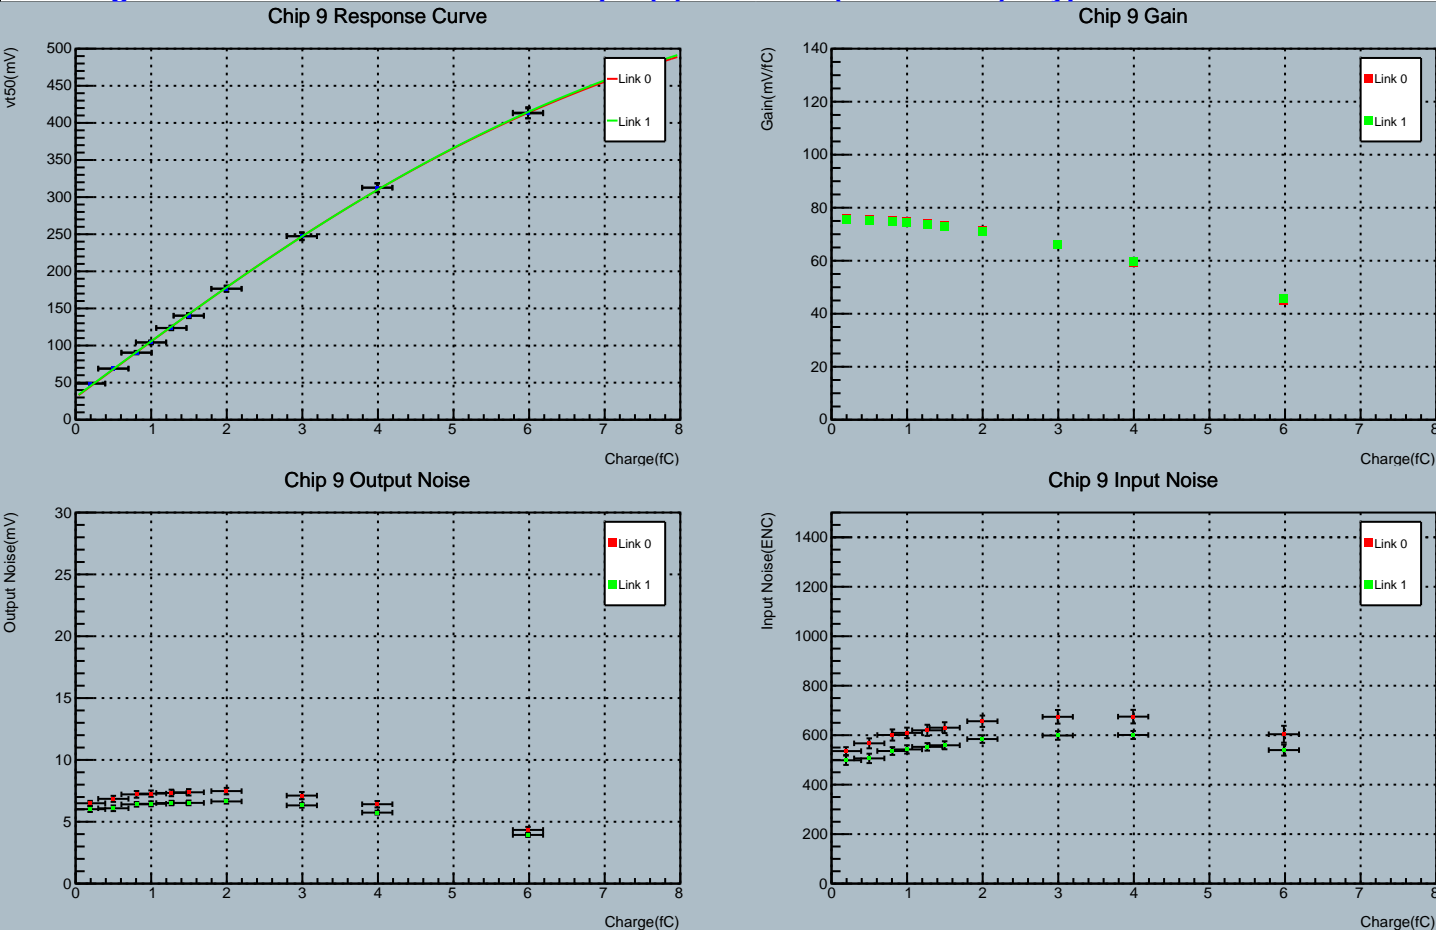 Chip 9 Response Curve
vt50(mV)
500
450
400
350
300
250
200
150
100
50
0
0 1 2 3 4 5 6 7 8
Charge(fC)
Link 0
Link 1
Chip 9 Gain
Gain(mV/fC)
140
120
100
80
60
40
20
0
0 1 2 3 4 5 6 7 8
Charge(fC)
Link 0
Link 1
Chip 9 Output Noise
Output Noise(mV)
30
25
20
15
10
5
0
0 1 2 3 4 5 6 7 8
Charge(fC)
Link 0
Link 1
Chip 9 Input Noise
Input Noise(ENC)
1400
1200
1000
800
600
400
200
0
0 1 2 3 4 5 6 7 8
Charge(fC)
Link 0
Link 1